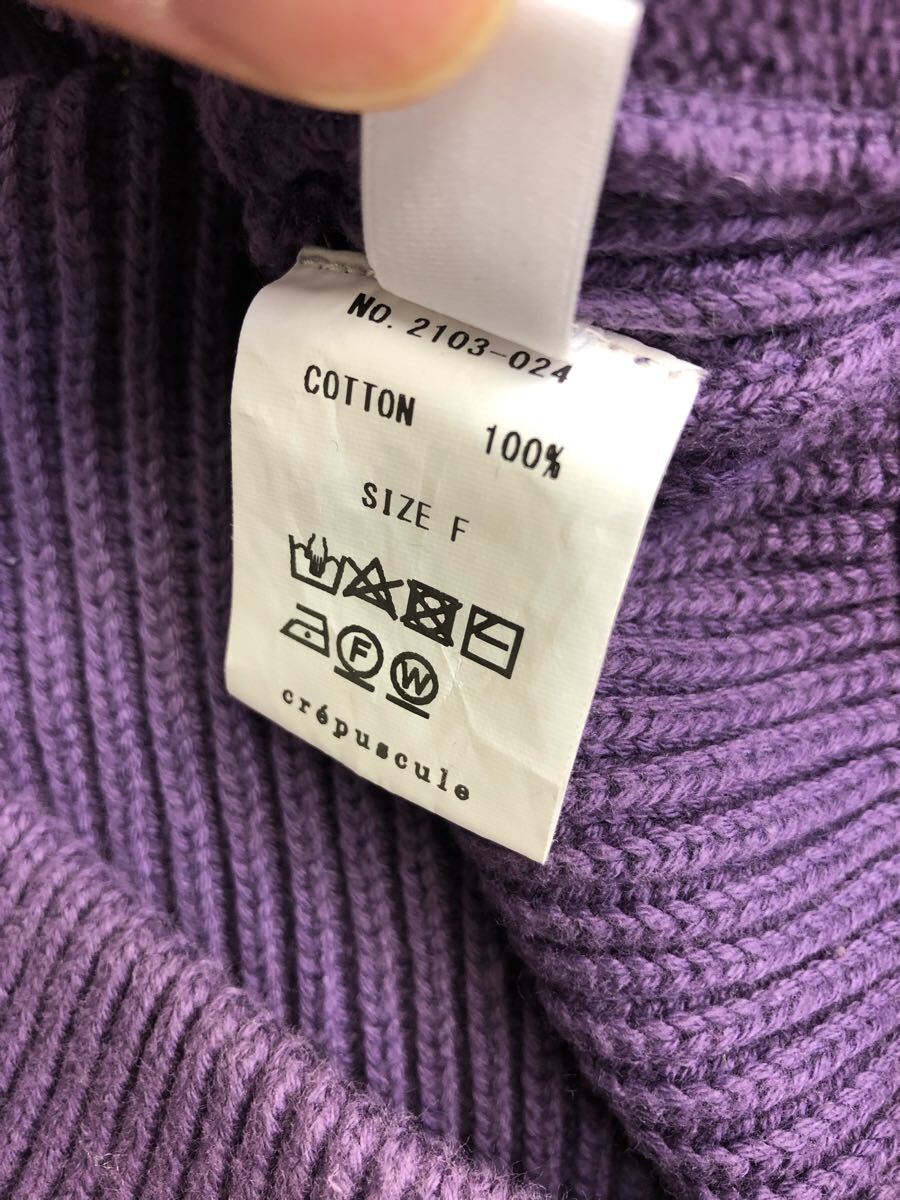 NO. 2103-024
COTTON
100%
SIZE F
F W
crépuscule